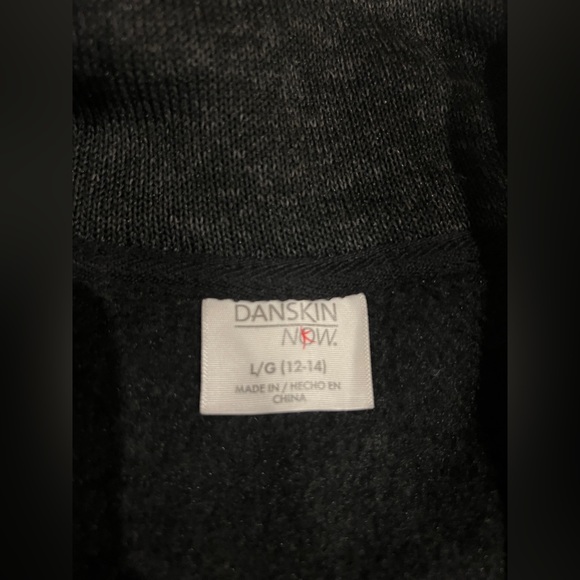 DANSKIN
NOW.
L/G (12-14)
MADE IN / HECHO EN
CHINA